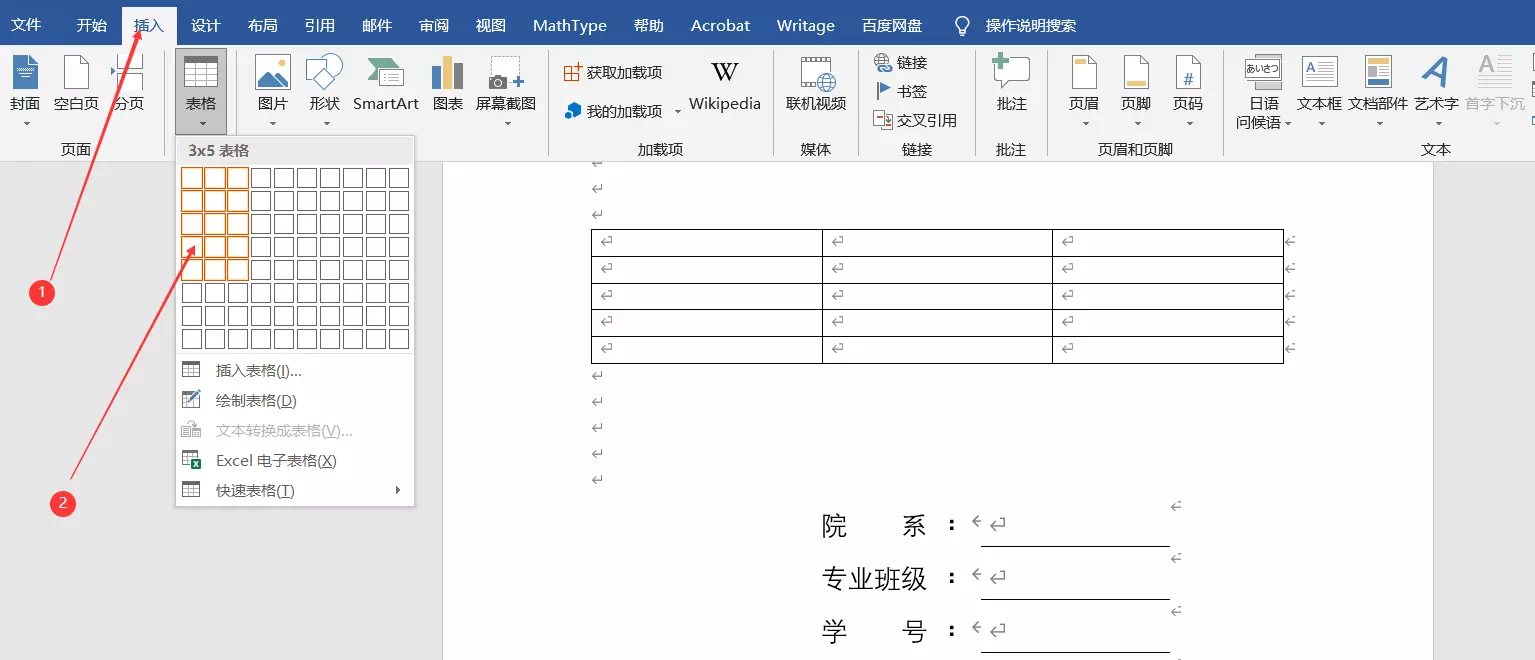 文件 开始 插入 设计 布局 引用 邮件 审阅 视图 MathType 帮助 Acrobat Writage 百度网盘 操作说明搜索
封面 空白页 分页 表格 图片 形状 SmartArt 图表 屏幕截图 获取加载项 我的加载项 W Wikipedia 联机视频 链接 书签 交叉引用 批注 页眉 页脚 # 页码 あいさつ 日语问候语 A 文本框 文档部件 A 艺术字 A 首字下沉
页面 加载项 媒体 链接 批注 页眉和页脚 文本
3x5 表格
1
插入表格(I)...
绘制表格(D)
文本转换成表格(V)...
Excel 电子表格(X)
快速表格(T)
2
院 系 :
专业班级 :
学 号 :